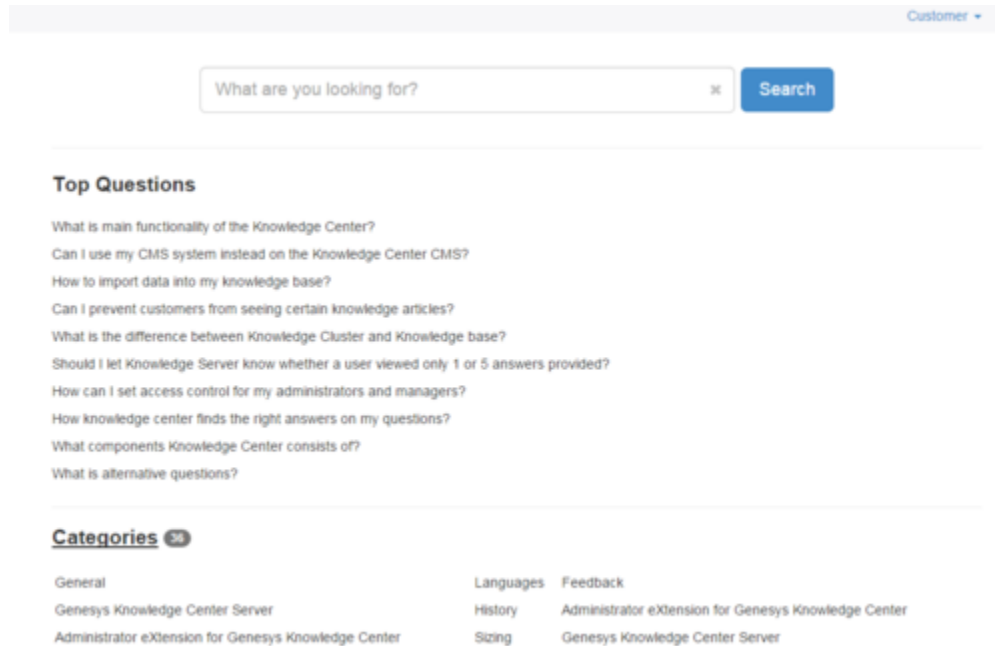 Customer
What are you looking for?
Search
Top Questions
What is main functionality of the Knowledge Center?
Can I use my CMS system instead on the Knowledge Center CMS?
How to import data into my knowledge base?
Can I prevent customers from seeing certain knowledge articles?
What is the difference between Knowledge Cluster and Knowledge base?
Should I let Knowledge Server know whether a user viewed only 1 or 5 answers provided?
How can I set access control for my administrators and managers?
How knowledge center finds the right answers on my questions?
What components Knowledge Center consists of?
What is alternative questions?
Categories 36
General Languages Feedback
Genesys Knowledge Center Server History Administrator eXtension for Genesys Knowledge Center
Administrator eXtension for Genesys Knowledge Center Sizing Genesys Knowledge Center Server